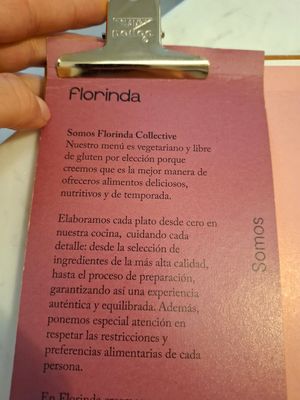 Florinda
Somos Florinda Collective
Nuestro menú es vegetariano y libre
de gluten por elección porque
creemos que es la mejor manera de
ofreceros alimentos deliciosos,
nutritivos y de temporada.
Elaboramos cada plato desde cero en
nuestra cocina, cuidando cada
detalle: desde la selección de
ingredientes de la más alta calidad,
hasta el proceso de preparación,
garantizando así una experiencia
auténtica y equilibrada. Además,
ponemos especial atención en
respetar las restricciones y
preferencias alimentarias de cada
persona.
En Florinda
Somos